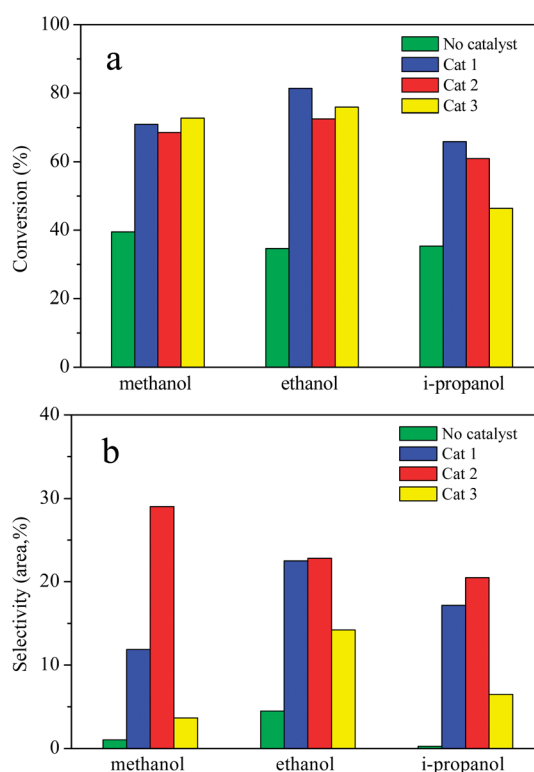 100
80
60
40
20
0
Conversion (%)
a
No catalyst
Cat 1
Cat 2
Cat 3
methanol ethanol i-propanol
40
30
20
10
0
Selectivity (area,%)
b
No catalyst
Cat 1
Cat 2
Cat 3
methanol ethanol i-propanol